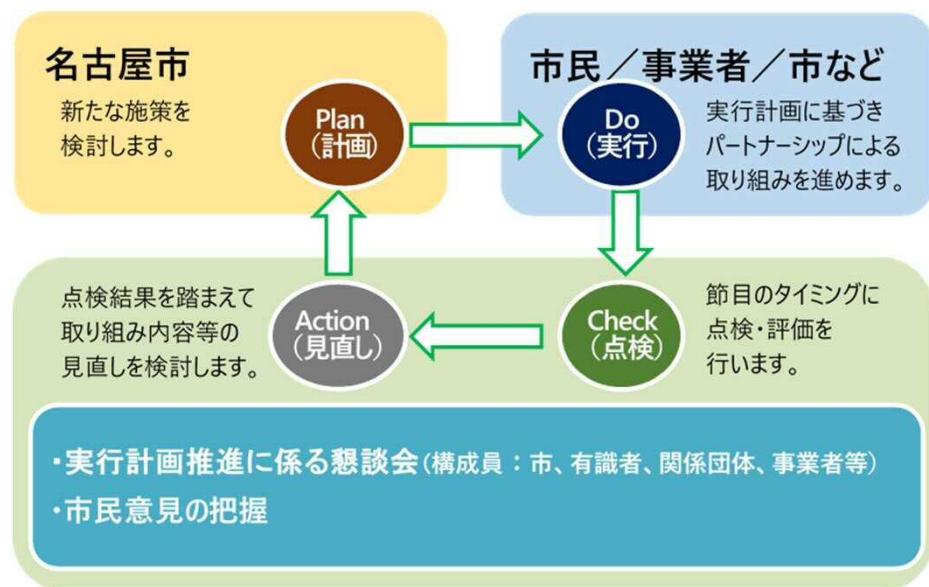 名古屋市
新たな施策を
検討します。
Plan
(計画)
市民／事業者／市など
Do
(実行)
実行計画に基づき
パートナーシップによる
取り組みを進めます。
点検結果を踏まえて
取り組み内容等の
見直しを検討します。
Action
(見直し)
Check
(点検)
節目のタイミングに
点検・評価を
行います。
・実行計画推進に係る懇談会(構成員：市、有識者、関係団体、事業者等)
・市民意見の把握